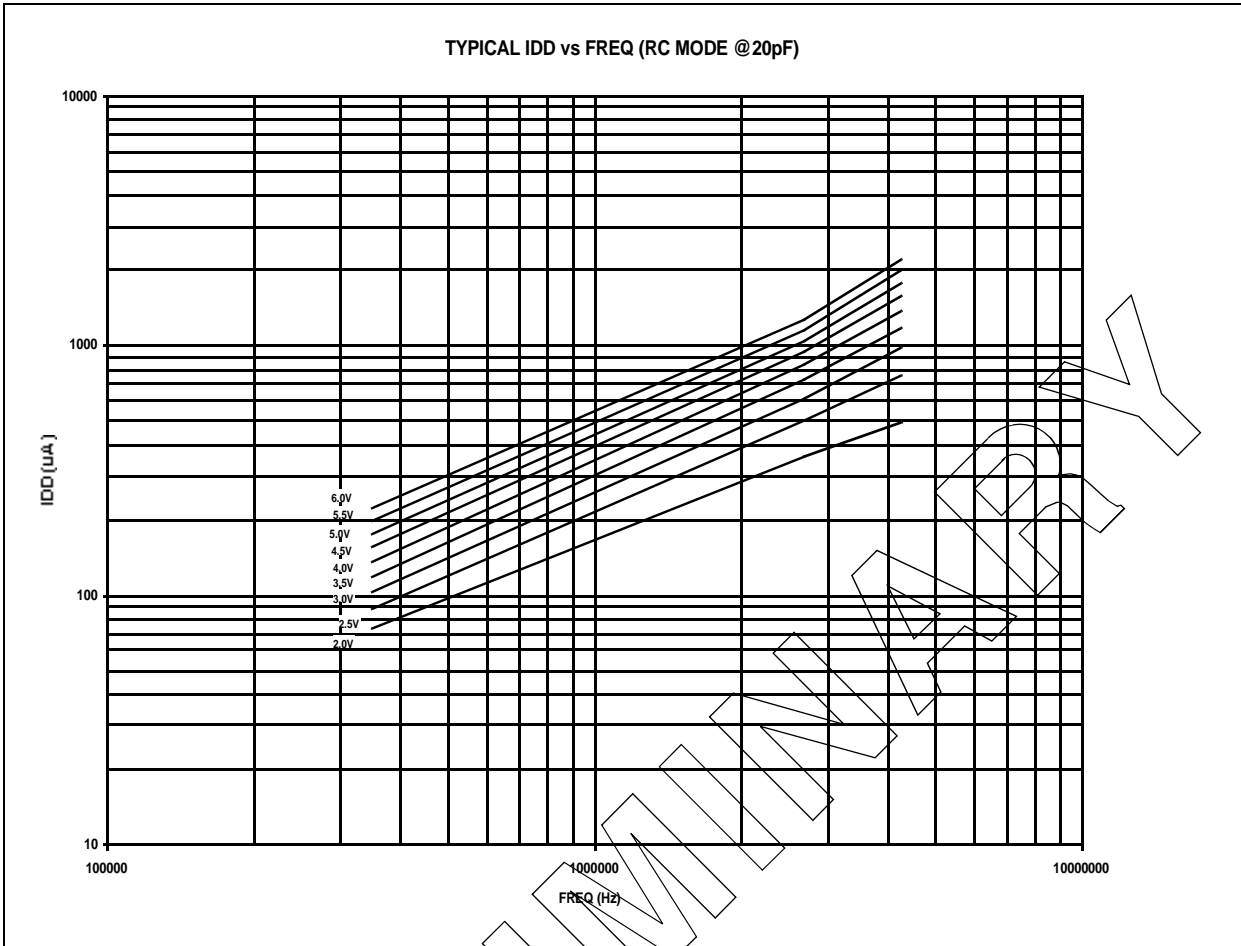 TYPICAL IDD vs FREQ (RC MODE @20pF)
10000
1000
IDD(uA)
6.0V
5.5V
5.0V
4.5V
4.0V
3.5V
3.0V
2.5V
2.0V
100
10
100000
1000000
10000000
FREQ (Hz)
IMINARY